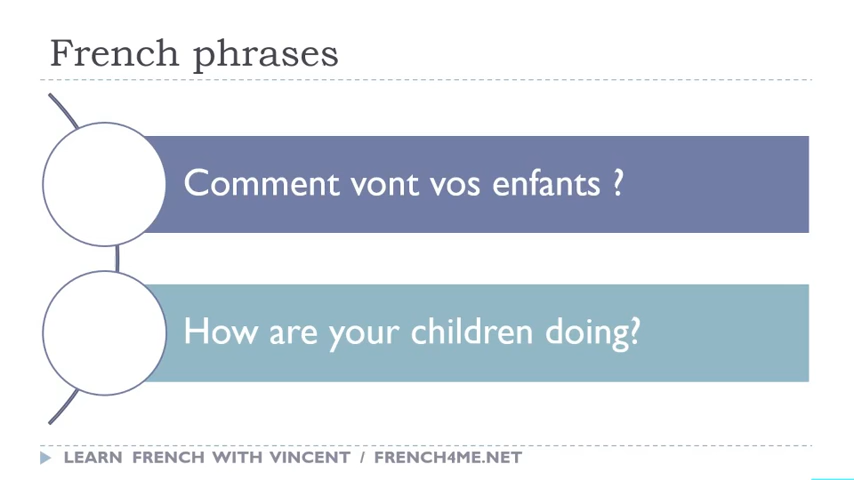 French phrases
Comment vont vos enfants ?
How are your children doing?
LEARN FRENCH WITH VINCENT / FRENCH4ME.NET